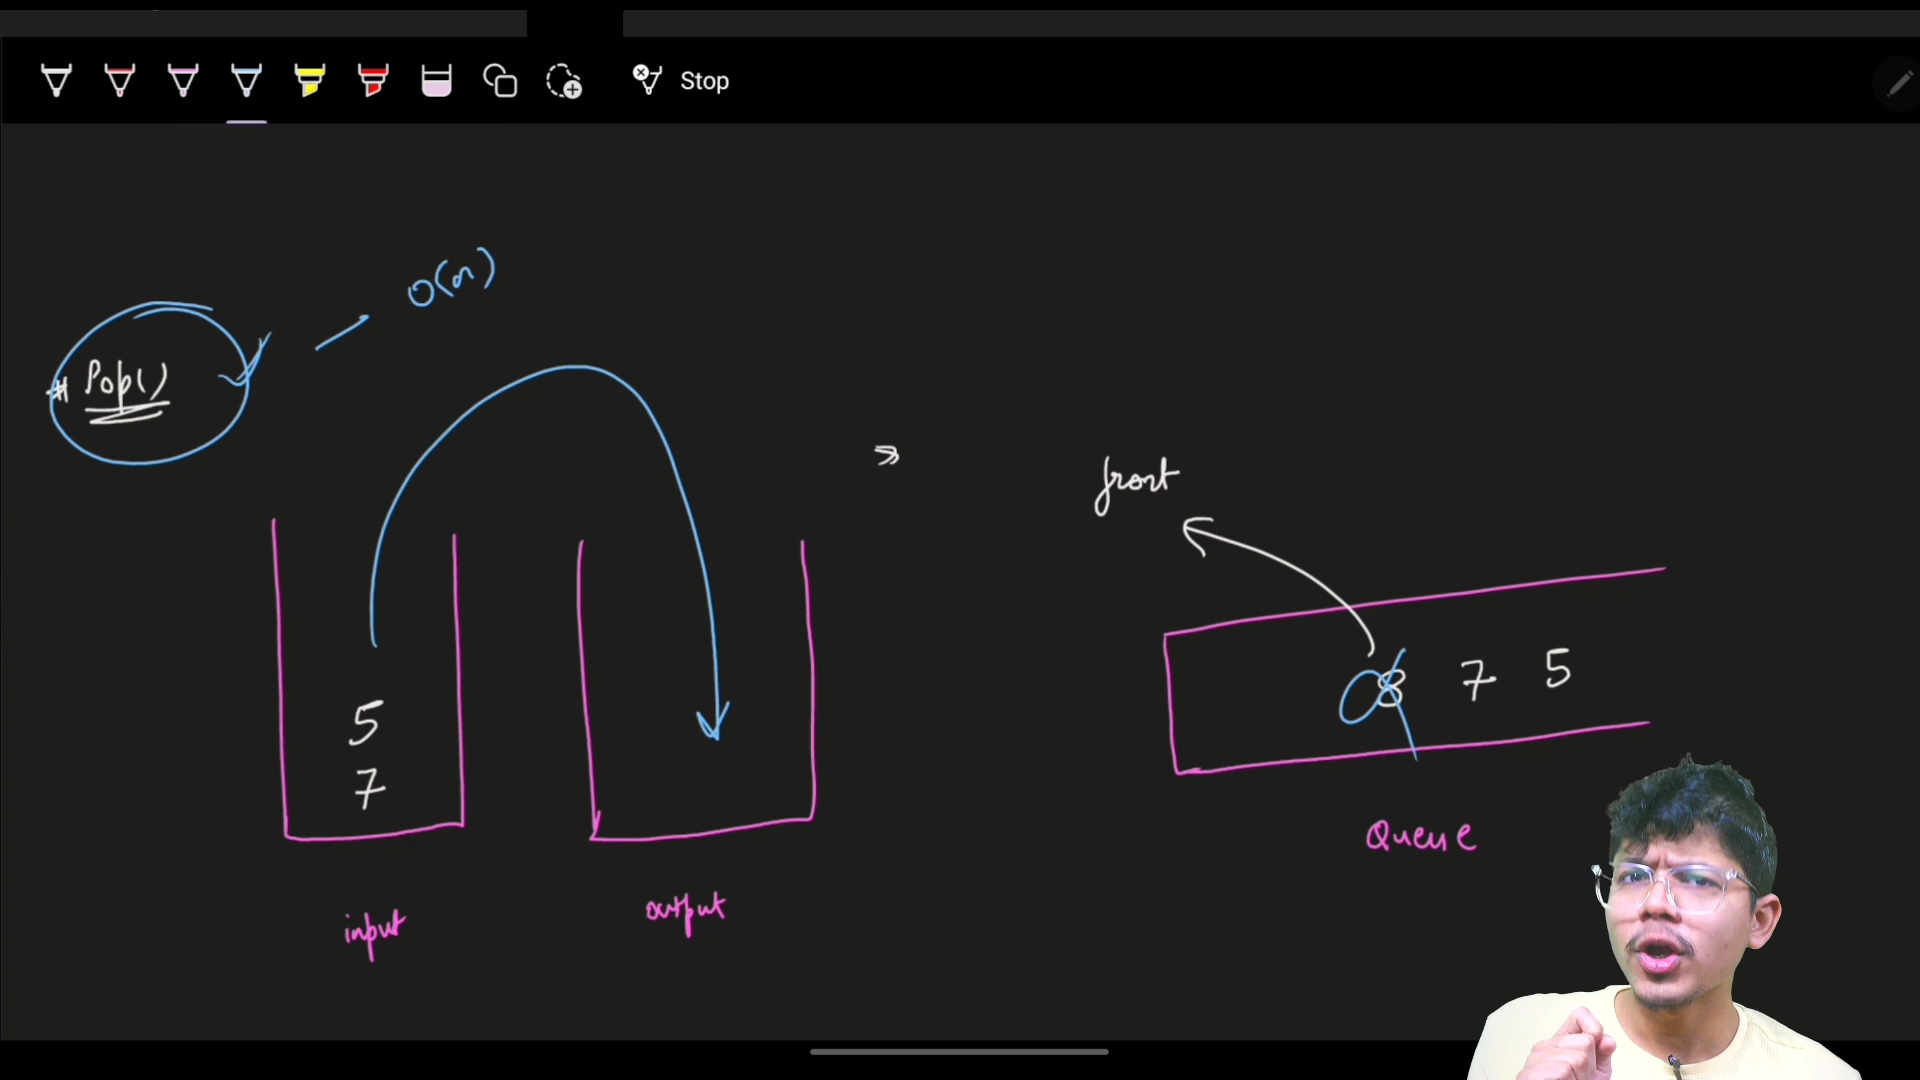 Stop
O(n)
# Pop()
front
8 7 5
5
7
Queue
input
output